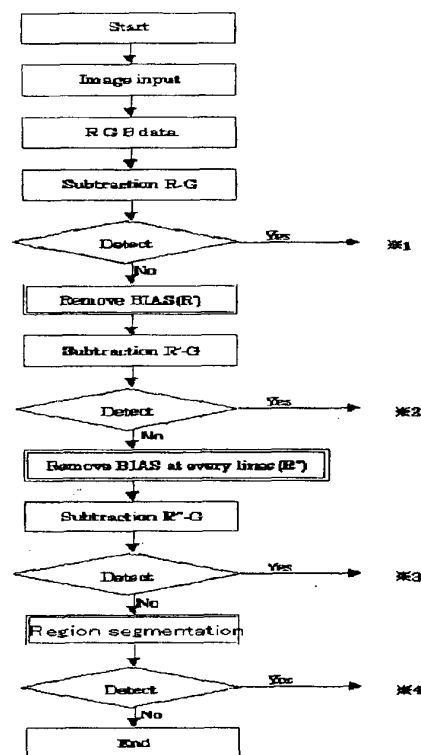 Start
Image input
R G B data
Subtraction R-G
Detect
Yes
※1
No
Remove BIAS(R')
Subtraction R'-G
Detect
Yes
※2
No
Remove BIAS at every lines (R")
Subtraction R"-G
Detect
Yes
※3
No
Region segmentation
Detect
Yes
※4
No
End